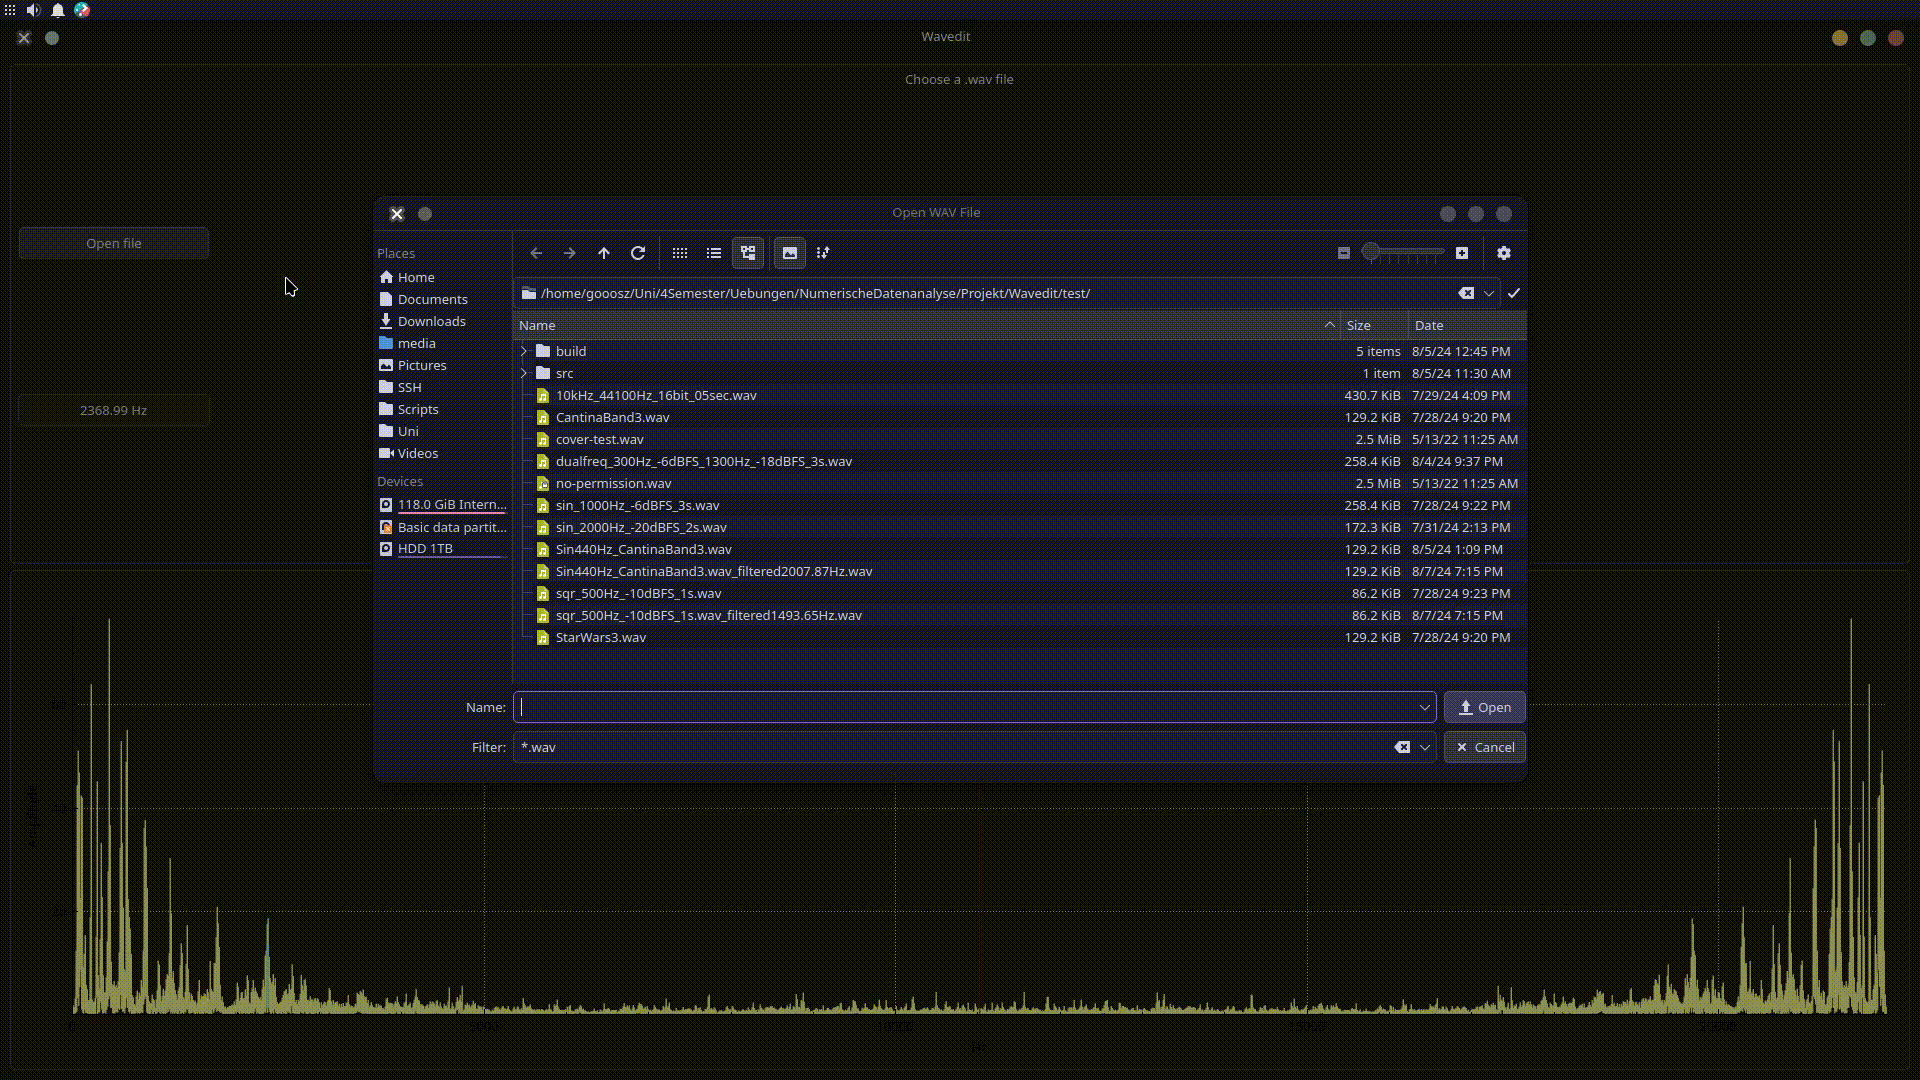 Wavedit
Choose a .wav file
Open file
2368.99 Hz
Open WAV File
Places
Home
Documents
Downloads
media
Pictures
SSH
Scripts
Uni
Videos
Devices
118.0 GiB Intern...
Basic data partit...
HDD 1TB
/home/gooosz/Uni/4Semester/Uebungen/NumerischeDatenanalyse/Projekt/Wavedit/test/
Name Size Date
build 5 items 8/5/24 12:45 PM
src 1 item 8/5/24 11:30 AM
10kHz_44100Hz_16bit_05sec.wav 430.7 KiB 7/29/24 4:09 PM
CantinaBand3.wav 129.2 KiB 7/28/24 9:20 PM
cover-test.wav 2.5 MiB 5/13/22 11:25 AM
dualfreq_300Hz_-6dBFS_1300Hz_-18dBFS_3s.wav 258.4 KiB 8/4/24 9:37 PM
no-permission.wav 2.5 MiB 5/13/22 11:25 AM
sin_1000Hz_-6dBFS_3s.wav 258.4 KiB 7/28/24 9:22 PM
sin_2000Hz_-20dBFS_2s.wav 172.3 KiB 7/31/24 2:13 PM
Sin440Hz_CantinaBand3.wav 129.2 KiB 8/5/24 1:09 PM
Sin440Hz_CantinaBand3.wav_filtered2007.87Hz.wav 129.2 KiB 8/7/24 7:15 PM
sqr_500Hz_-10dBFS_1s.wav 86.2 KiB 7/28/24 9:23 PM
sqr_500Hz_-10dBFS_1s.wav_filtered1493.65Hz.wav 86.2 KiB 8/7/24 7:15 PM
StarWars3.wav 129.2 KiB 7/28/24 9:20 PM
Name:
Open
Filter: *.wav
Cancel
Amplitude
0 5000 10000 15000 20000